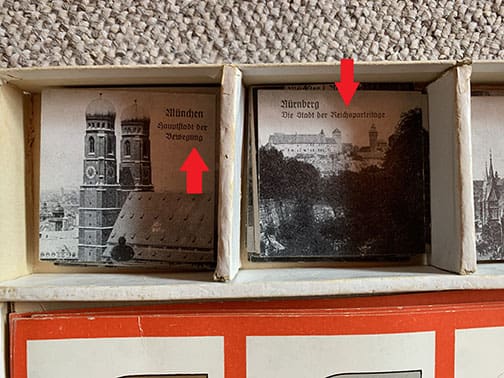 München
Hauptstadt der
Bewegung
Nürnberg
Die Stadt der Reichsparteitage